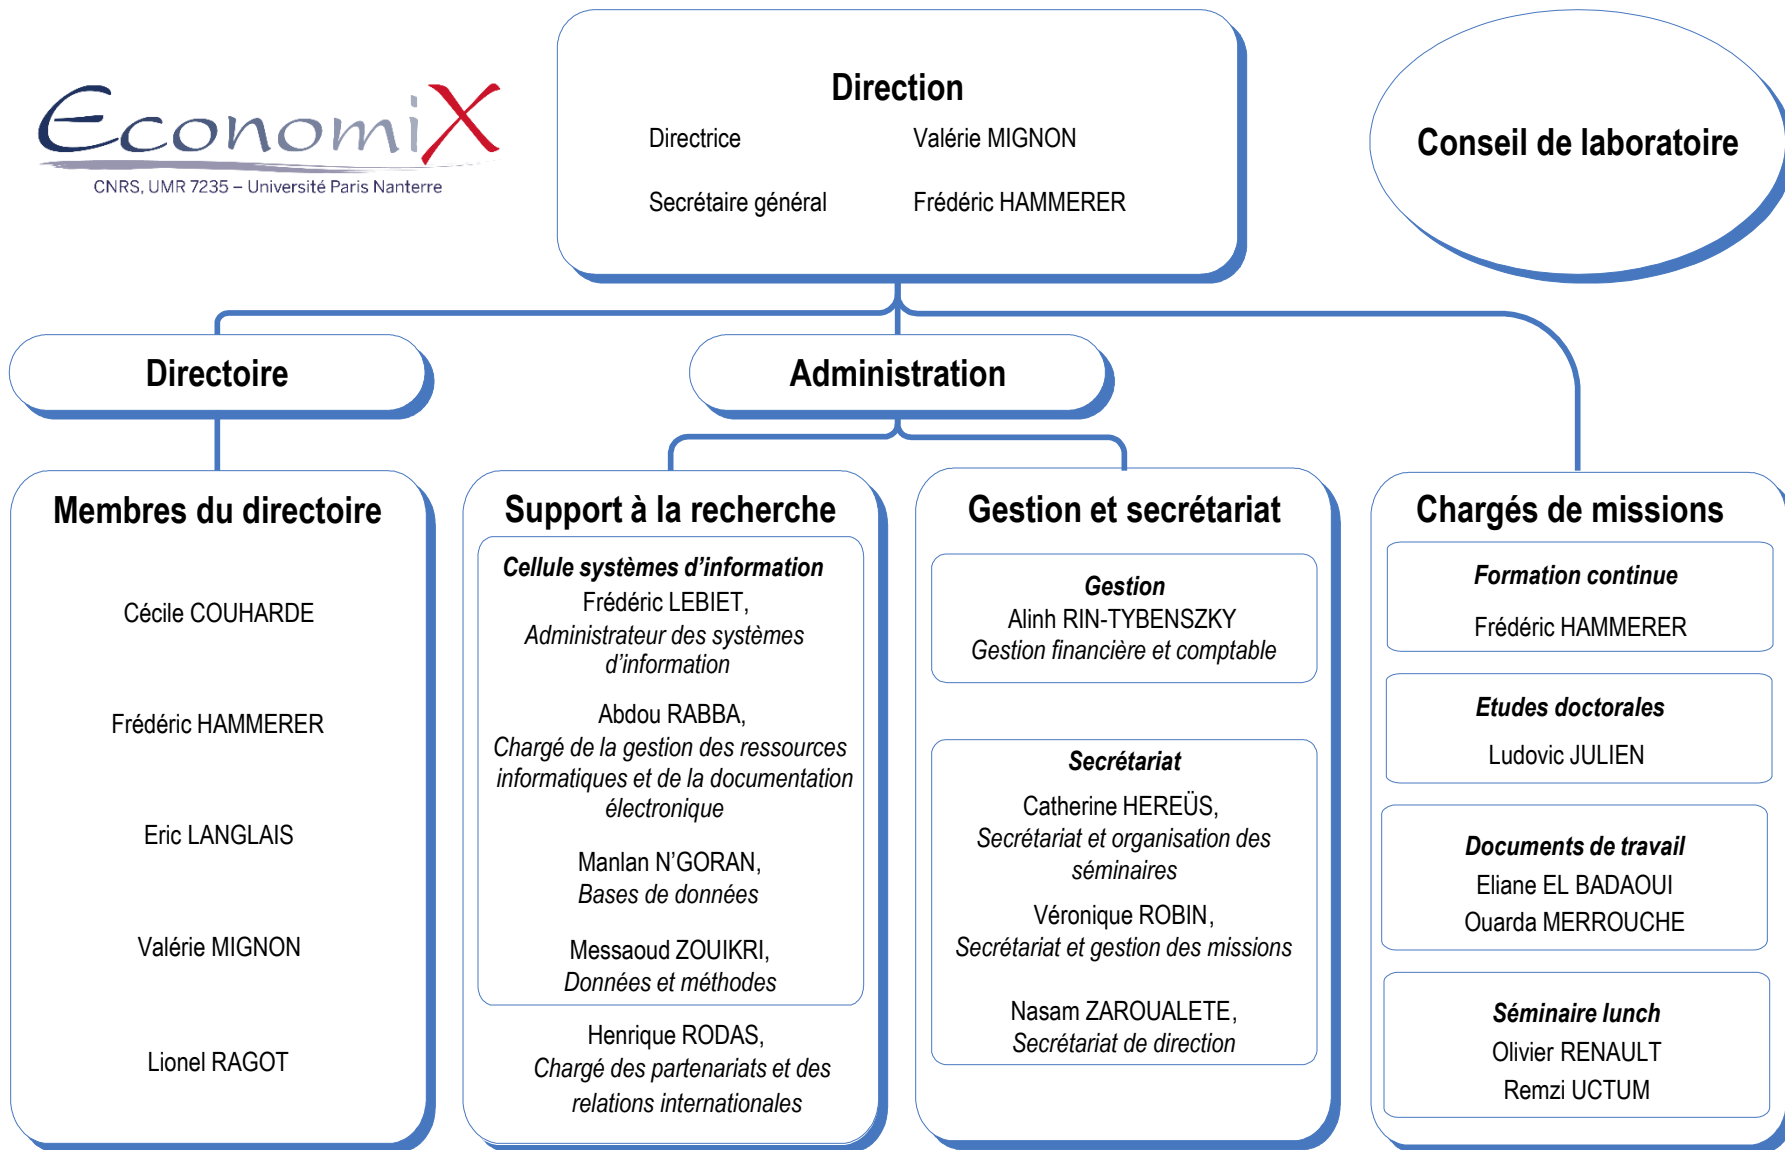 EconomiX
CNRS, UMR 7235 – Université Paris Nanterre
Direction
Directrice Valérie MIGNON
Secrétaire général Frédéric HAMMERER
Conseil de laboratoire
Directoire
Administration
Membres du directoire
Cécile COUHARDE
Frédéric HAMMERER
Eric LANGLAIS
Valérie MIGNON
Lionel RAGOT
Support à la recherche
Cellule systèmes d'information
Frédéric LEBIET,
Administrateur des systèmes
d'information
Abdou RABBA,
Chargé de la gestion des ressources
informatiques et de la documentation
électronique
Manlan N'GORAN,
Bases de données
Messaoud ZOUIKRI,
Données et méthodes
Henrique RODAS,
Chargé des partenariats et des
relations internationales
Gestion et secrétariat
Gestion
Alinh RIN-TYBENSZKY
Gestion financière et comptable
Secrétariat
Catherine HEREÜS,
Secrétariat et organisation des
séminaires
Véronique ROBIN,
Secrétariat et gestion des missions
Nasam ZAROUALETE,
Secrétariat de direction
Chargés de missions
Formation continue
Frédéric HAMMERER
Etudes doctorales
Ludovic JULIEN
Documents de travail
Eliane EL BADAOUI
Ouarda MERROUCHE
Séminaire lunch
Olivier RENAULT
Remzi UCTUM